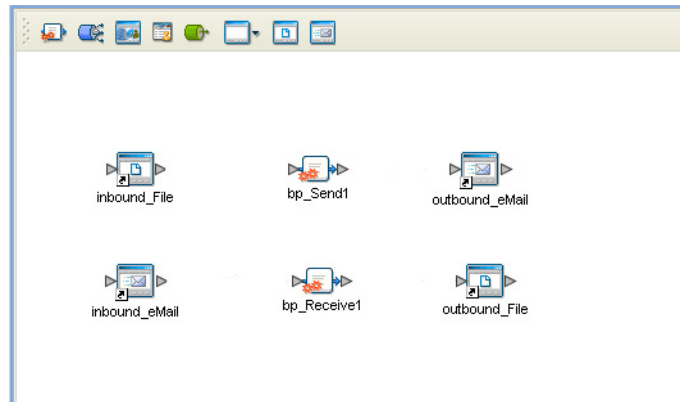 inbound_File
bp_Send1
outbound_eMail
inbound_eMail
bp_Receive1
outbound_File